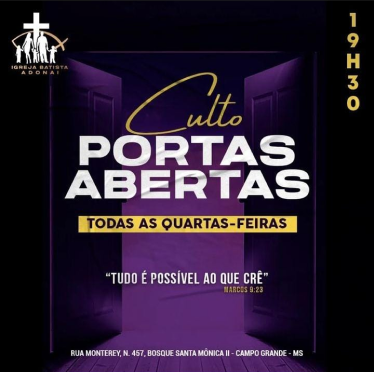 IGREJA BATISTA
ADONAI
19H30
Culto
PORTAS
ABERTAS
TODAS AS QUARTAS-FEIRAS
“TUDO É POSSÍVEL AO QUE CRÊ”
MARCOS 9:23
RUA MONTEREY, N. 457, BOSQUE SANTA MÔNICA II - CAMPO GRANDE - MS